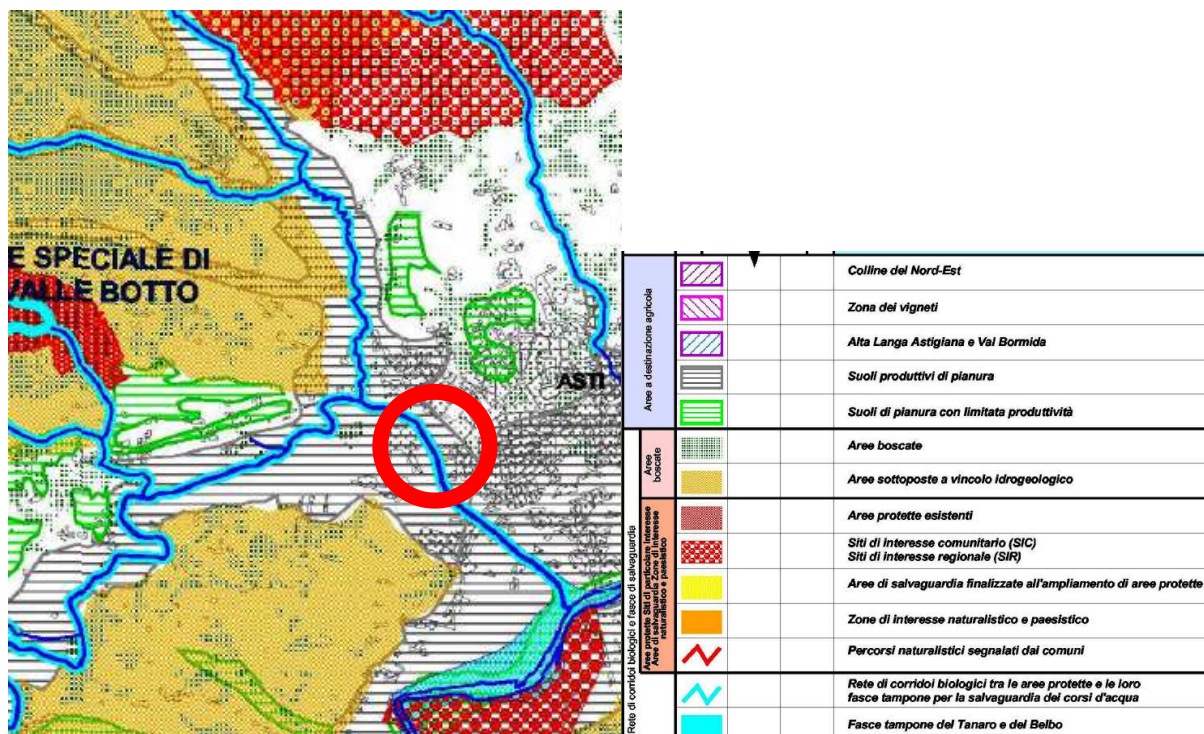 E SPECIALE DI
VALLE BOTTO
ASTI
Aree a destinazione agricola
Colline del Nord-Est
Zona dei vigneti
Alta Langa Astigiana e Val Bormida
Suoli produttivi di pianura
Suoli di pianura con limitata produttività
Rete di corridoi biologici e fasce di salvaguardia
Aree
boscate
Aree boscate
Aree sottoposte a vincolo idrogeologico
Aree protette Siti di particolare interesse
Aree di salvaguardia Zone di interesse
naturalistico e paesistico
Aree protette esistenti
Siti di interesse comunitario (SIC)
Siti di interesse regionale (SIR)
Aree di salvaguardia finalizzate all'ampliamento di aree protette
Zone di interesse naturalistico e paesistico
Percorsi naturalistici segnalati dai comuni
Rete di corridoi biologici tra le aree protette e le loro
fasce tampone per la salvaguardia dei corsi d'acqua
Fasce tampone del Tanaro e del Belbo